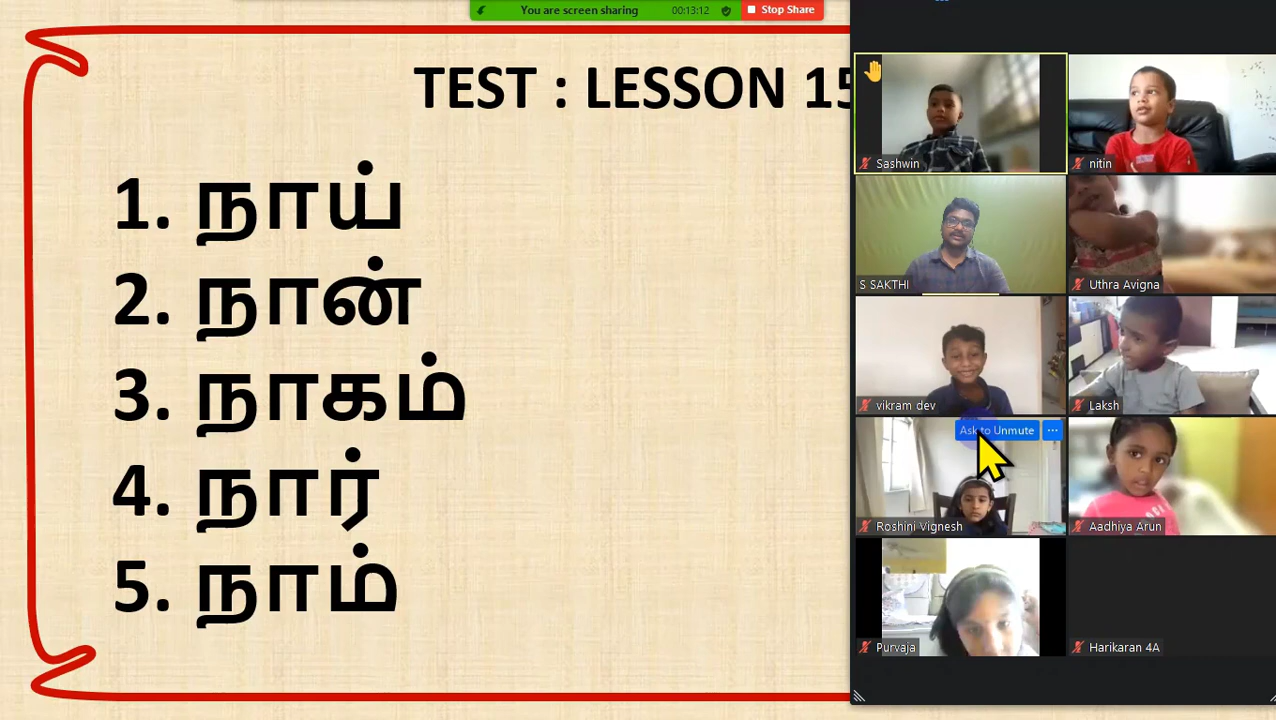 You are screen sharing 00:13:12 Stop Share
TEST : LESSON 15
1. நாய்
2. நான்
3. நாகம்
4. நார்
5. நாம்
Sashwin
nitin
S SAKTHI
Uthra Avigna
vikram dev
Laksh
Ask to Unmute ...
Roshini Vignesh
Aadhiya Arun
Purvaja
Harikaran 4A